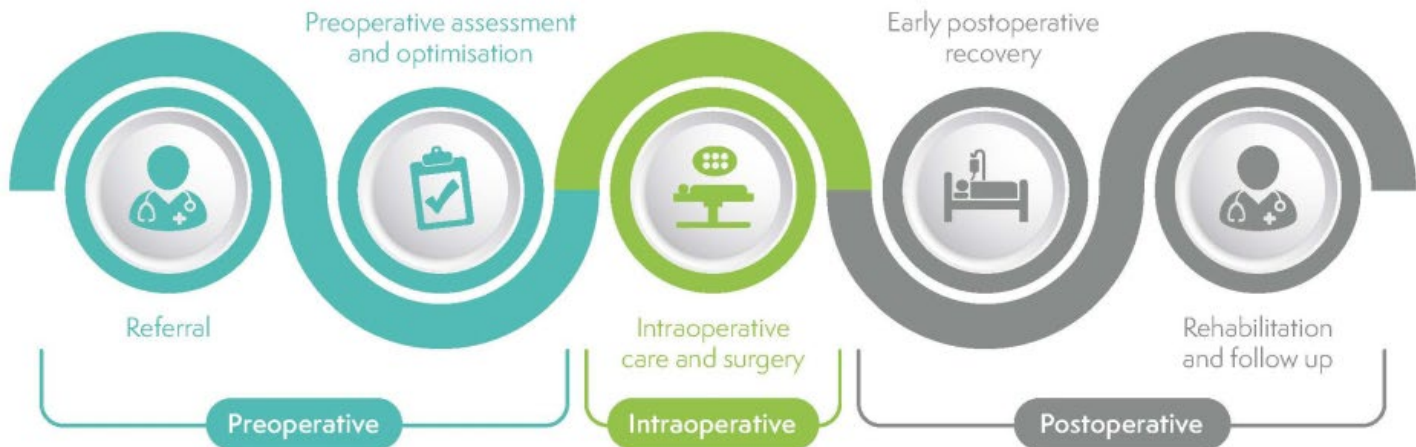 Preoperative assessment
and optimisation
Early postoperative
recovery
Referral
Intraoperative
care and surgery
Rehabilitation
and follow up
Preoperative
Intraoperative
Postoperative